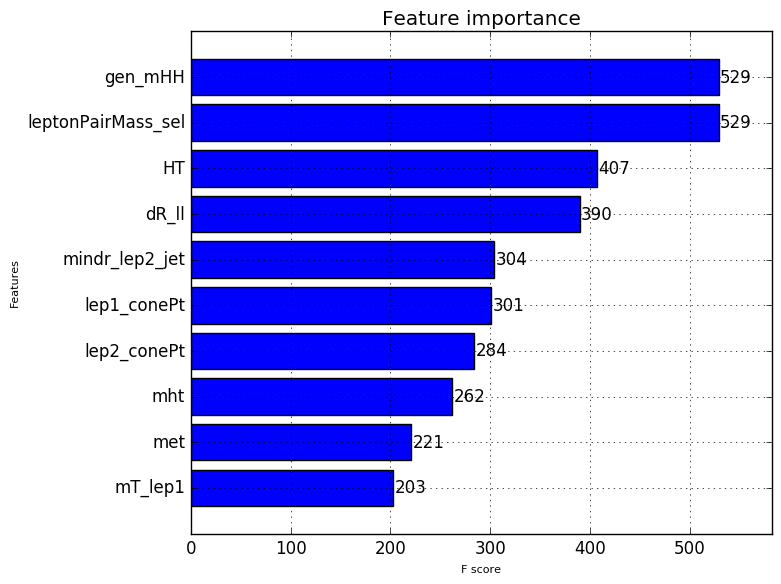 Feature importance
gen_mHH 529
leptonPairMass_sel 529
HT 407
dR_ll 390
mindr_lep2_jet 304
lep1_conePt 301
lep2_conePt 284
mht 262
met 221
mT_lep1 203
Features
0 100 200 300 400 500
F score